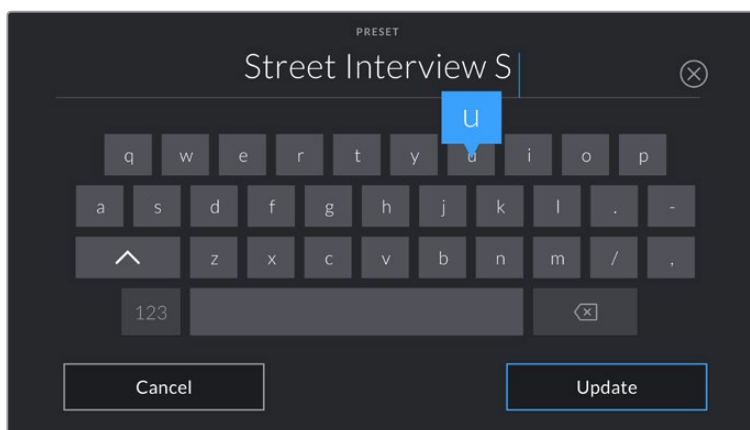 PRESET
Street Interview S
u
q w e r t y u i o p
a s d f g h j k l . -
z x c v b n m / ,
123
Cancel Update